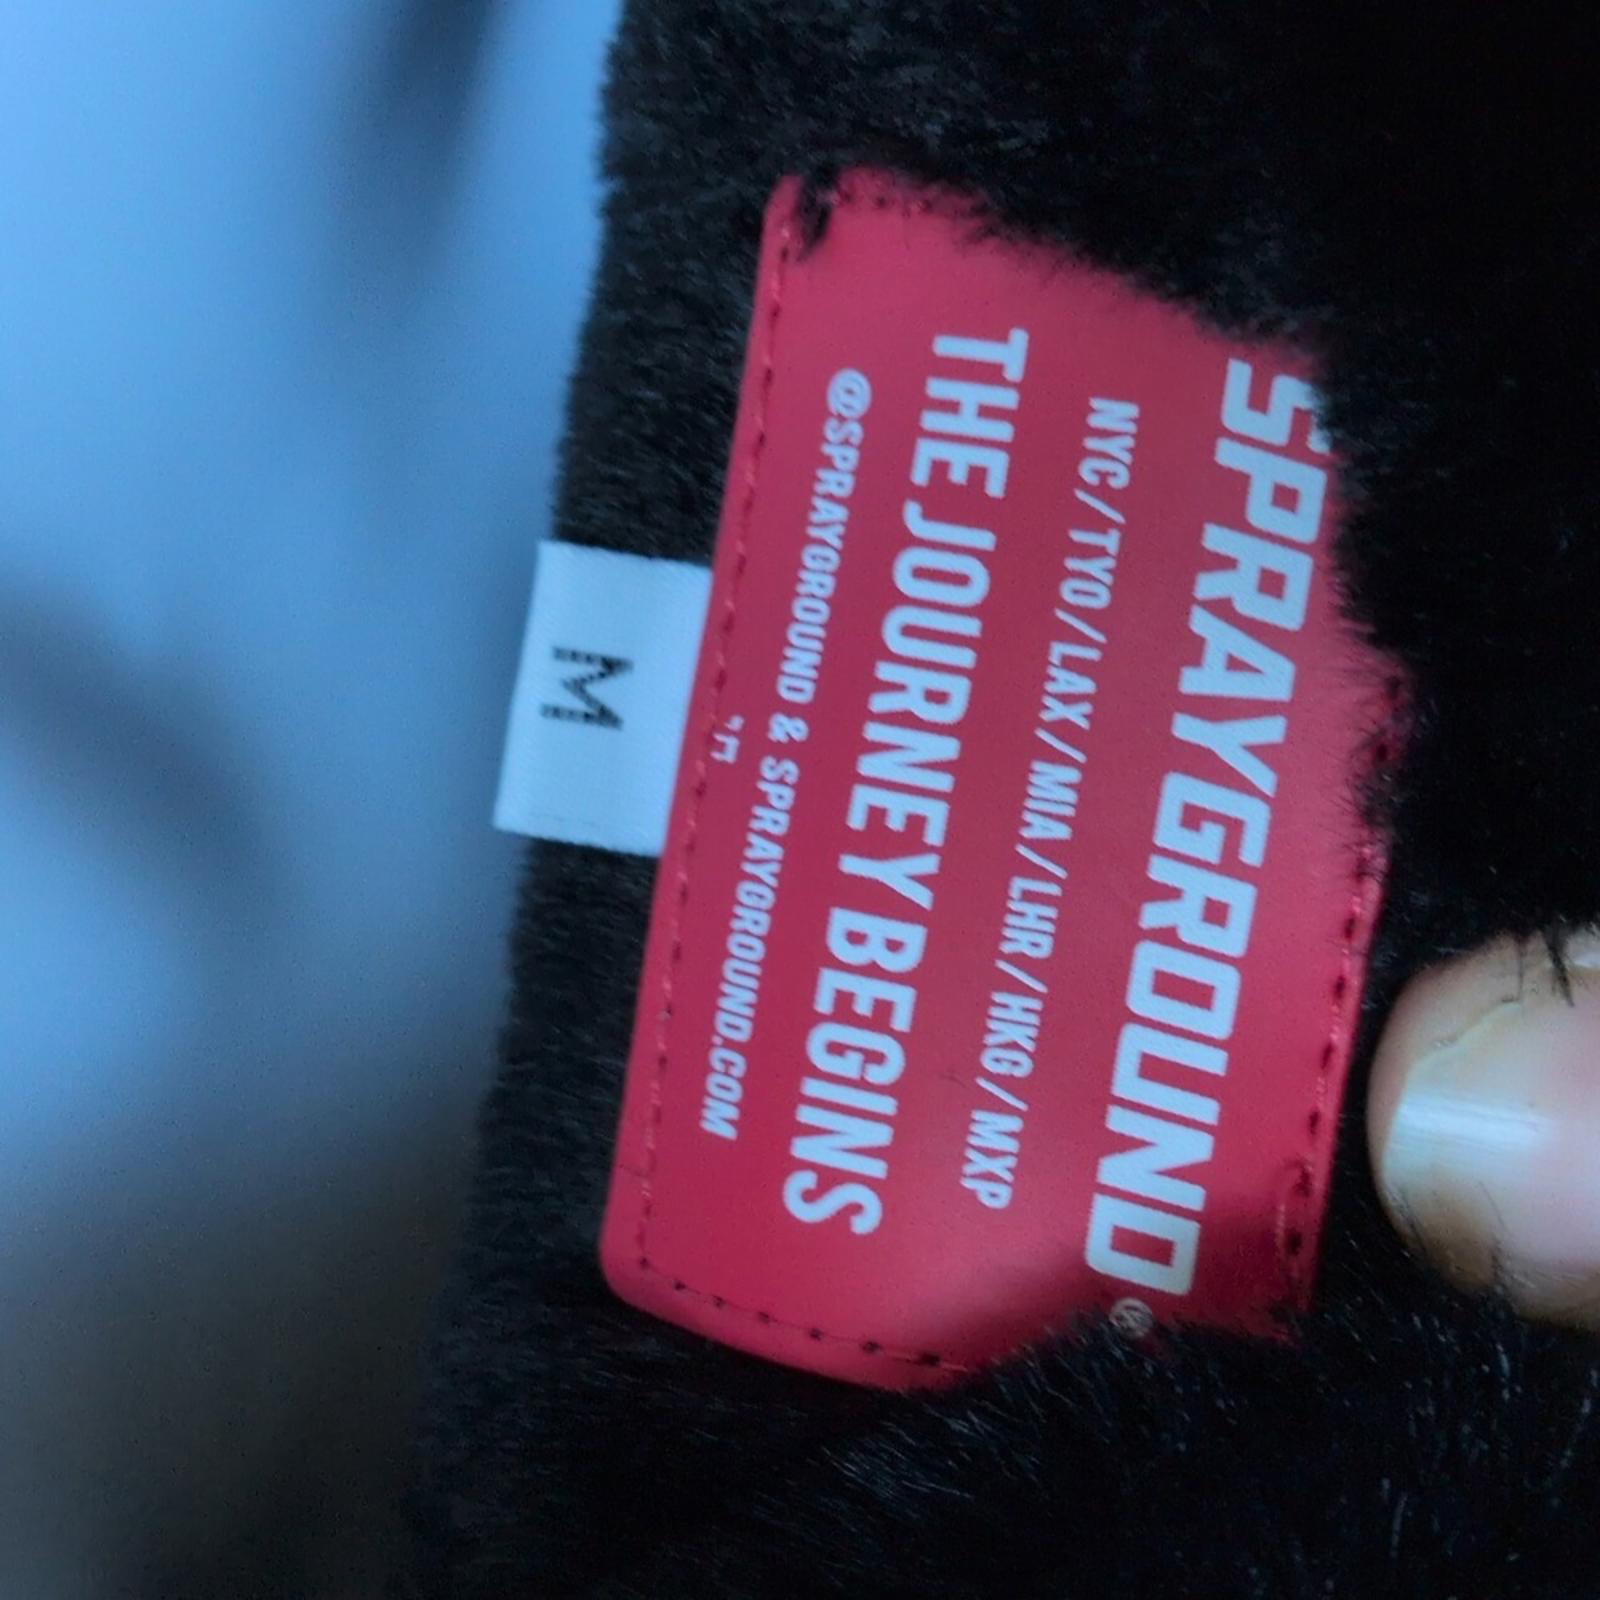 SPRAYGROUND®
NYC/TYO/LAX/MIA/LHR/HKG/MXP
THE JOURNEY BEGINS
@SPRAYGROUND & SPRAYGROUND.COM
M